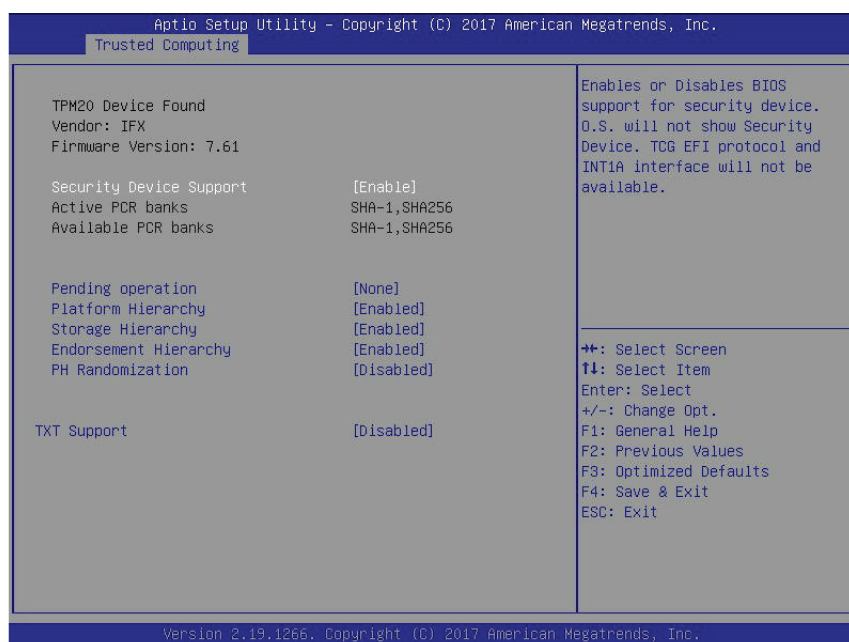 Aptio Setup Utility – Copyright (C) 2017 American Megatrends, Inc.
Trusted Computing
TPM20 Device Found
Vendor: IFX
Firmware Version: 7.61
Security Device Support [Enable]
Active PCR banks SHA-1,SHA256
Available PCR banks SHA-1,SHA256
Pending operation [None]
Platform Hierarchy [Enabled]
Storage Hierarchy [Enabled]
Endorsement Hierarchy [Enabled]
PH Randomization [Disabled]
TXT Support [Disabled]
Enables or Disables BIOS
support for security device.
O.S. will not show Security
Device. TCG EFI protocol and
INT1A interface will not be
available.
→←: Select Screen
↑↓: Select Item
Enter: Select
+/-: Change Opt.
F1: General Help
F2: Previous Values
F3: Optimized Defaults
F4: Save & Exit
ESC: Exit
Version 2.19.1266. Copyright (C) 2017 American Megatrends, Inc.